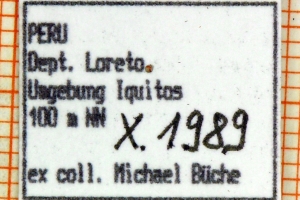 PERU
Dept. Loreto.
Umgebung Iquitos
100 m NN X. 1989
ex coll. Michael Büche